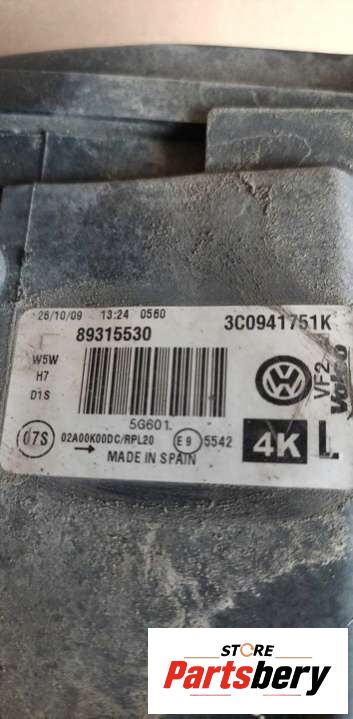 26/10/09 13:24 0560
89315530 3C0941751K
W5W
H7
D1S
VF2
Valeo
5G601.
07S 02A00K00DC/RPL20 E9 5542
4K L
MADE IN SPAIN
STORE
Partsbery